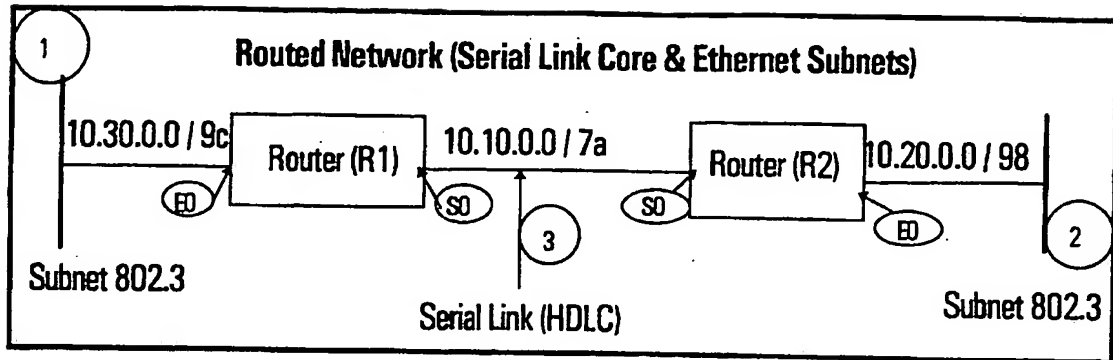 1
Routed Network (Serial Link Core & Ethernet Subnets)
10.30.0.0 / 9c
Router (R1)
10.10.0.0 / 7a
Router (R2)
10.20.0.0 / 98
E0
S0
S0
E0
3
2
Subnet 802.3
Serial Link (HDLC)
Subnet 802.3